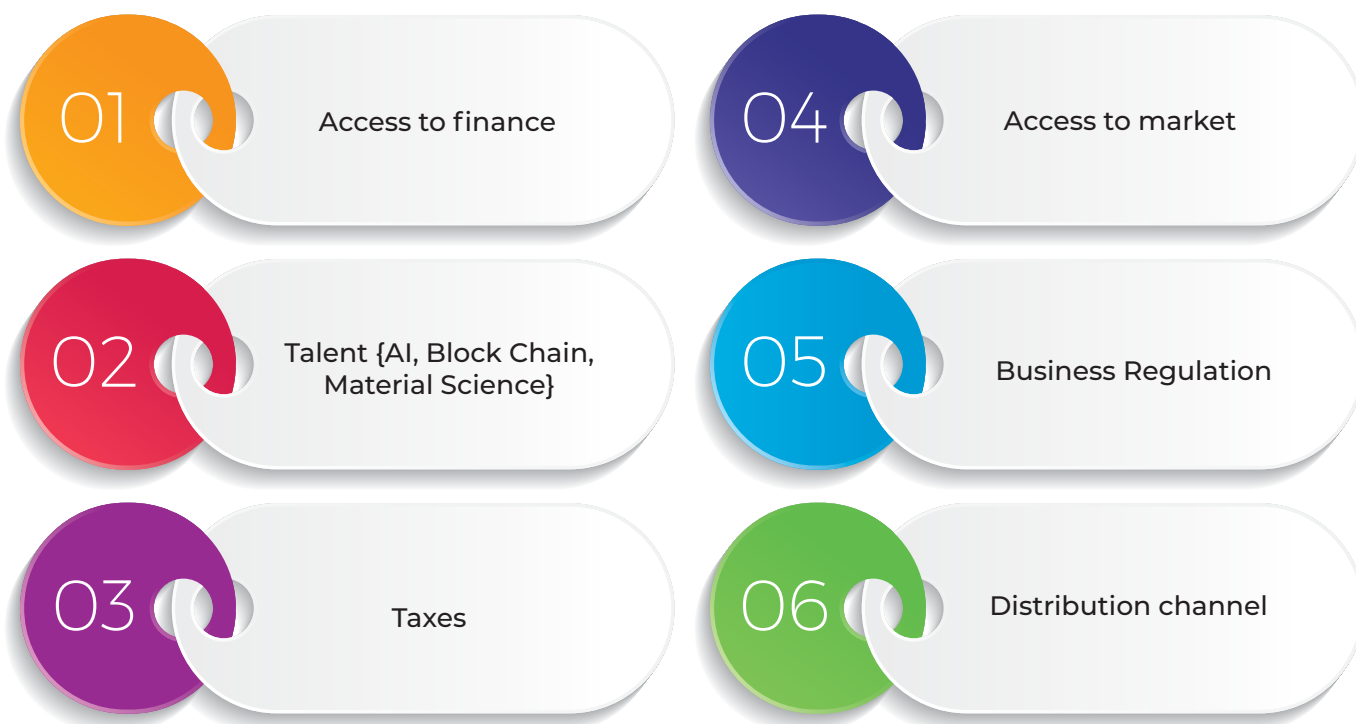 01
Access to finance
02
Talent {AI, Block Chain,
Material Science}
03
Taxes
04
Access to market
05
Business Regulation
06
Distribution channel